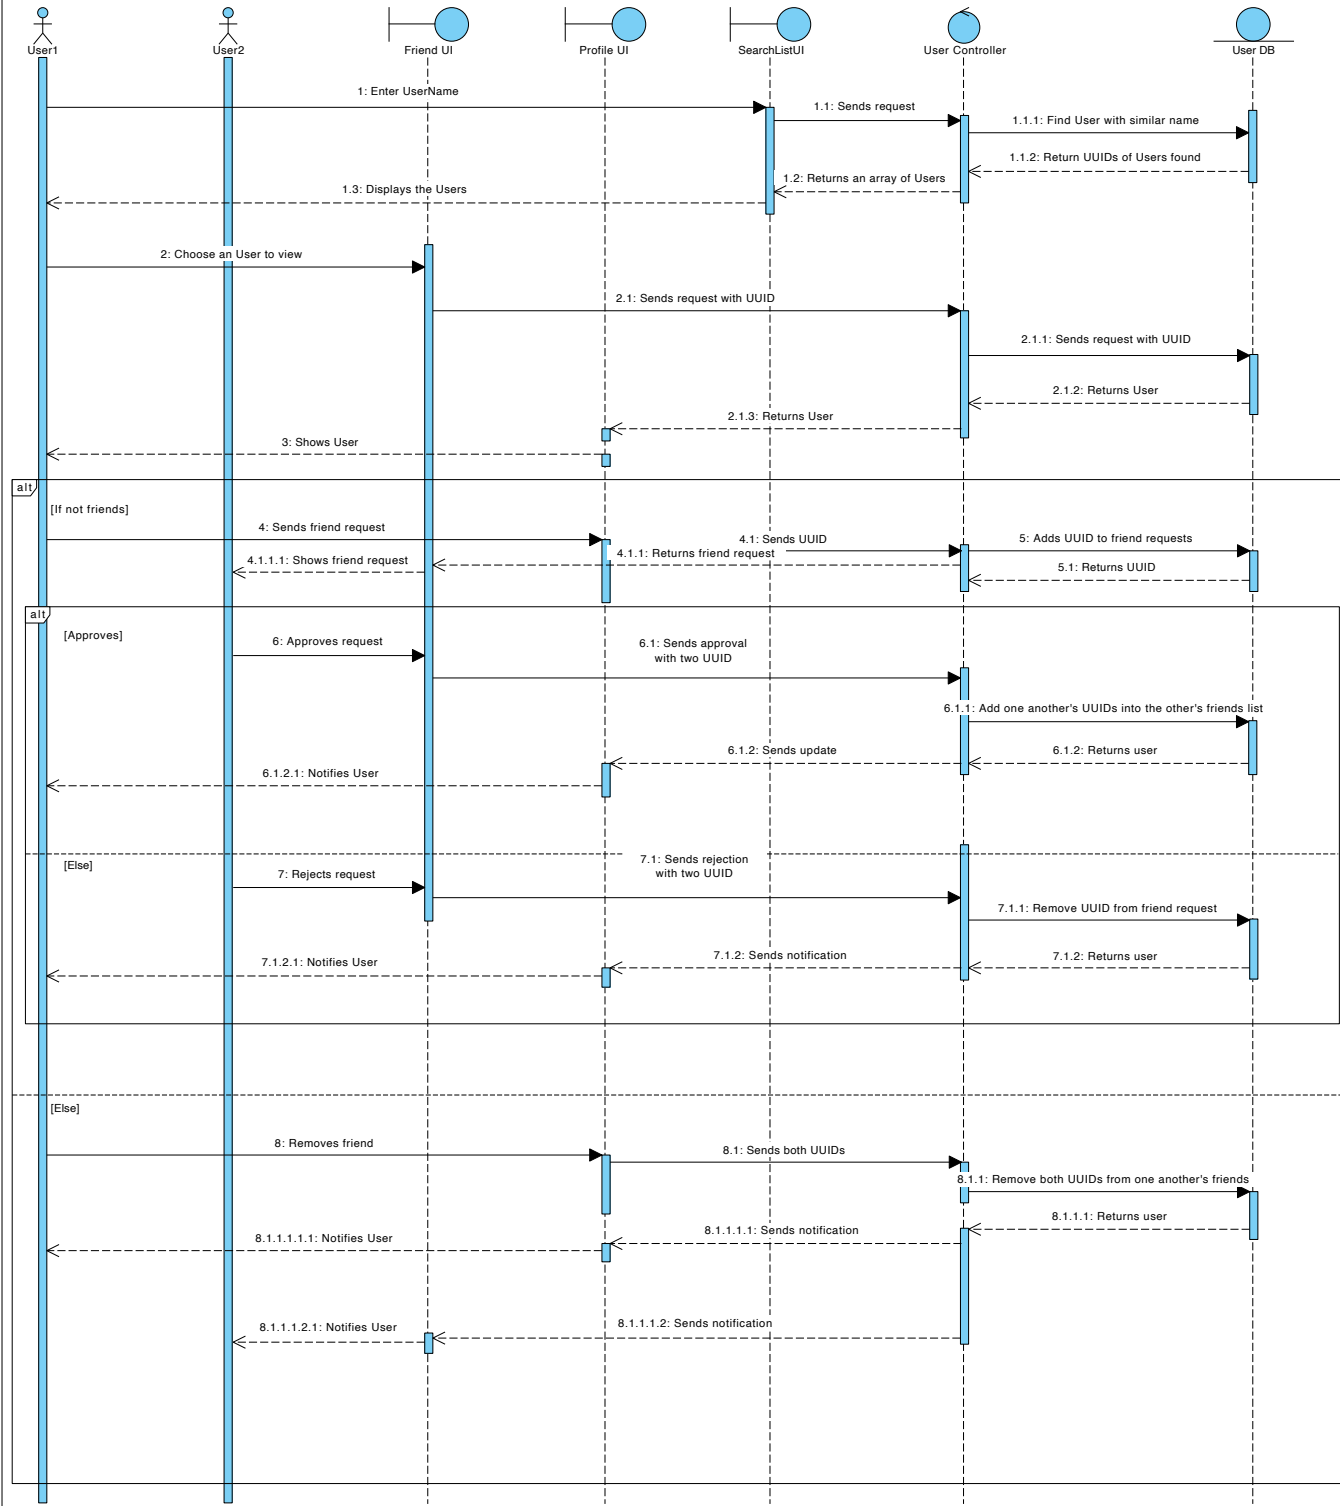 User1
User2
Friend UI
Profile UI
SearchListUI
User Controller
User DB
1: Enter UserName
1.1: Sends request
1.1.1: Find User with similar name
1.1.2: Return UUIDs of Users found
1.2: Returns an array of Users
1.3: Displays the Users
2: Choose an User to view
2.1: Sends request with UUID
2.1.1: Sends request with UUID
2.1.2: Returns User
2.1.3: Returns User
3: Shows User
alt
[If not friends]
4: Sends friend request
4.1: Sends UUID
5: Adds UUID to friend requests
4.1.1: Returns friend request
4.1.1.1: Shows friend request
5.1: Returns UUID
alt
[Approves]
6: Approves request
6.1: Sends approval
with two UUID
6.1.1: Add one another's UUIDs into the other's friends list
6.1.2: Sends update
6.1.2: Returns user
6.1.2.1: Notifies User
[Else]
7: Rejects request
7.1: Sends rejection
with two UUID
7.1.1: Remove UUID from friend request
7.1.2: Sends notification
7.1.2: Returns user
7.1.2.1: Notifies User
[Else]
8: Removes friend
8.1: Sends both UUIDs
8.1.1: Remove both UUIDs from one another's friends
8.1.1.1: Returns user
8.1.1.1.1: Sends notification
8.1.1.1.1.1: Notifies User
8.1.1.1.2: Sends notification
8.1.1.1.2.1: Notifies User